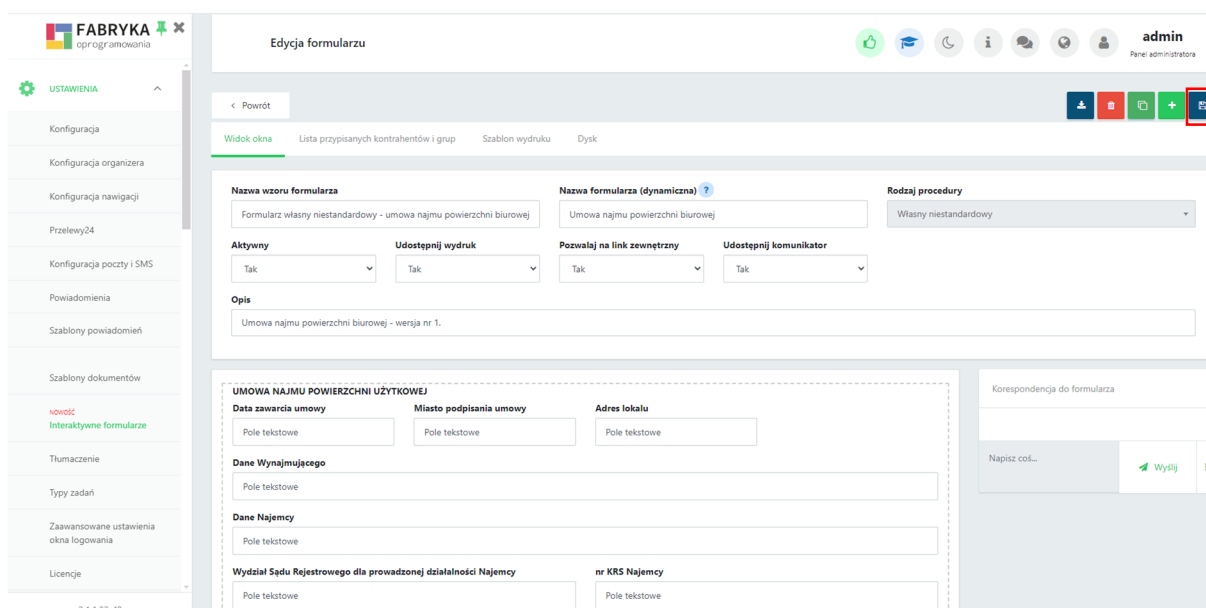 FABRYKA
oprogramowania
Edycja formularzu
admin
Panel administratora
USTAWIENIA
Konfiguracja
Konfiguracja organizera
Konfiguracja nawigacji
Przelewy24
Konfiguracja poczty i SMS
Powiadomienia
Szablony powiadomień
Szablony dokumentów
NOWOŚĆ
Interaktywne formularze
Tłumaczenie
Typy zadań
Zaawansowane ustawienia
okna logowania
Licencje
Powrót
Widok okna Lista przypisanych kontrahentów i grup Szablon wydruku Dysk
Nazwa wzoru formularza Nazwa formularza (dynamiczna) ? Rodzaj procedury
Formularz własny niestandardowy - umowa najmu powierzchni biurowej Umowa najmu powierzchni biurowej Własny niestandardowy
Aktywny Udostępnij wydruk Pozwalaj na link zewnętrzny Udostępnij komunikator
Tak Tak Tak Tak
Opis
Umowa najmu powierzchni biurowej - wersja nr 1.
UMOWA NAJMU POWIERZCHNI UŻYTKOWEJ
Data zawarcia umowy Miasto podpisania umowy Adres lokalu
Pole tekstowe Pole tekstowe Pole tekstowe
Dane Wynajmującego
Pole tekstowe
Dane Najemcy
Pole tekstowe
Wydział Sądu Rejestrowego dla prowadzonej działalności Najemcy nr KRS Najemcy
Pole tekstowe Pole tekstowe
Korespondencja do formularza
Napisz coś...
Wyślij